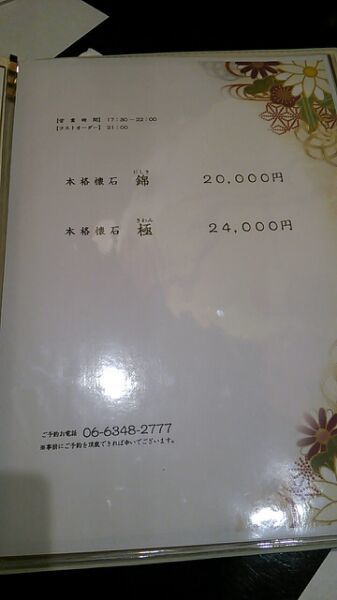 [営業時間] 17:30～22:00
[ラストオーダー] 21:00
にしき
本格懐石 錦 20,000円
きわみ
本格懐石 極 24,000円
ご予約お電話 06-6348-2777
※事前にご予約を頂戴できれば幸いでございます。